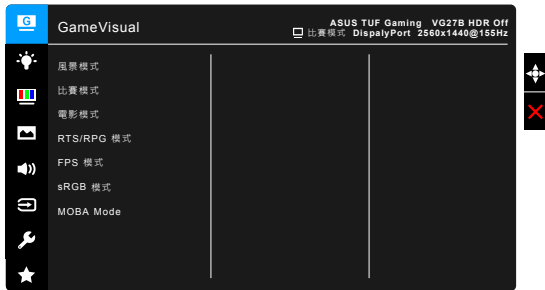 G
GameVisual
ASUS TUF Gaming VG27B HDR Off
比賽模式 DispalyPort 2560x1440@155Hz
風景模式
比賽模式
電影模式
RTS/RPG 模式
FPS 模式
sRGB 模式
MOBA Mode